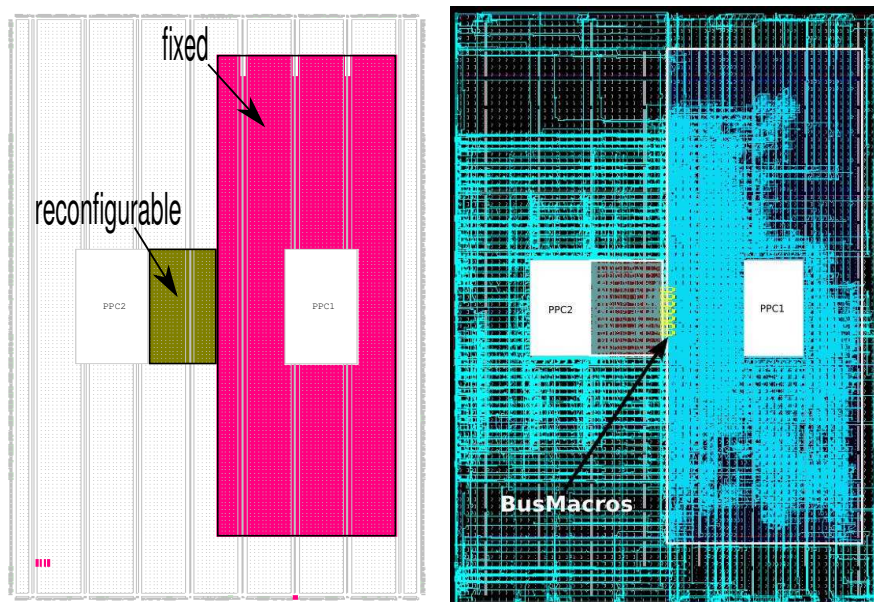 fixed
reconfigurable
PPC2
PPC1
PPC2
PPC1
BusMacros